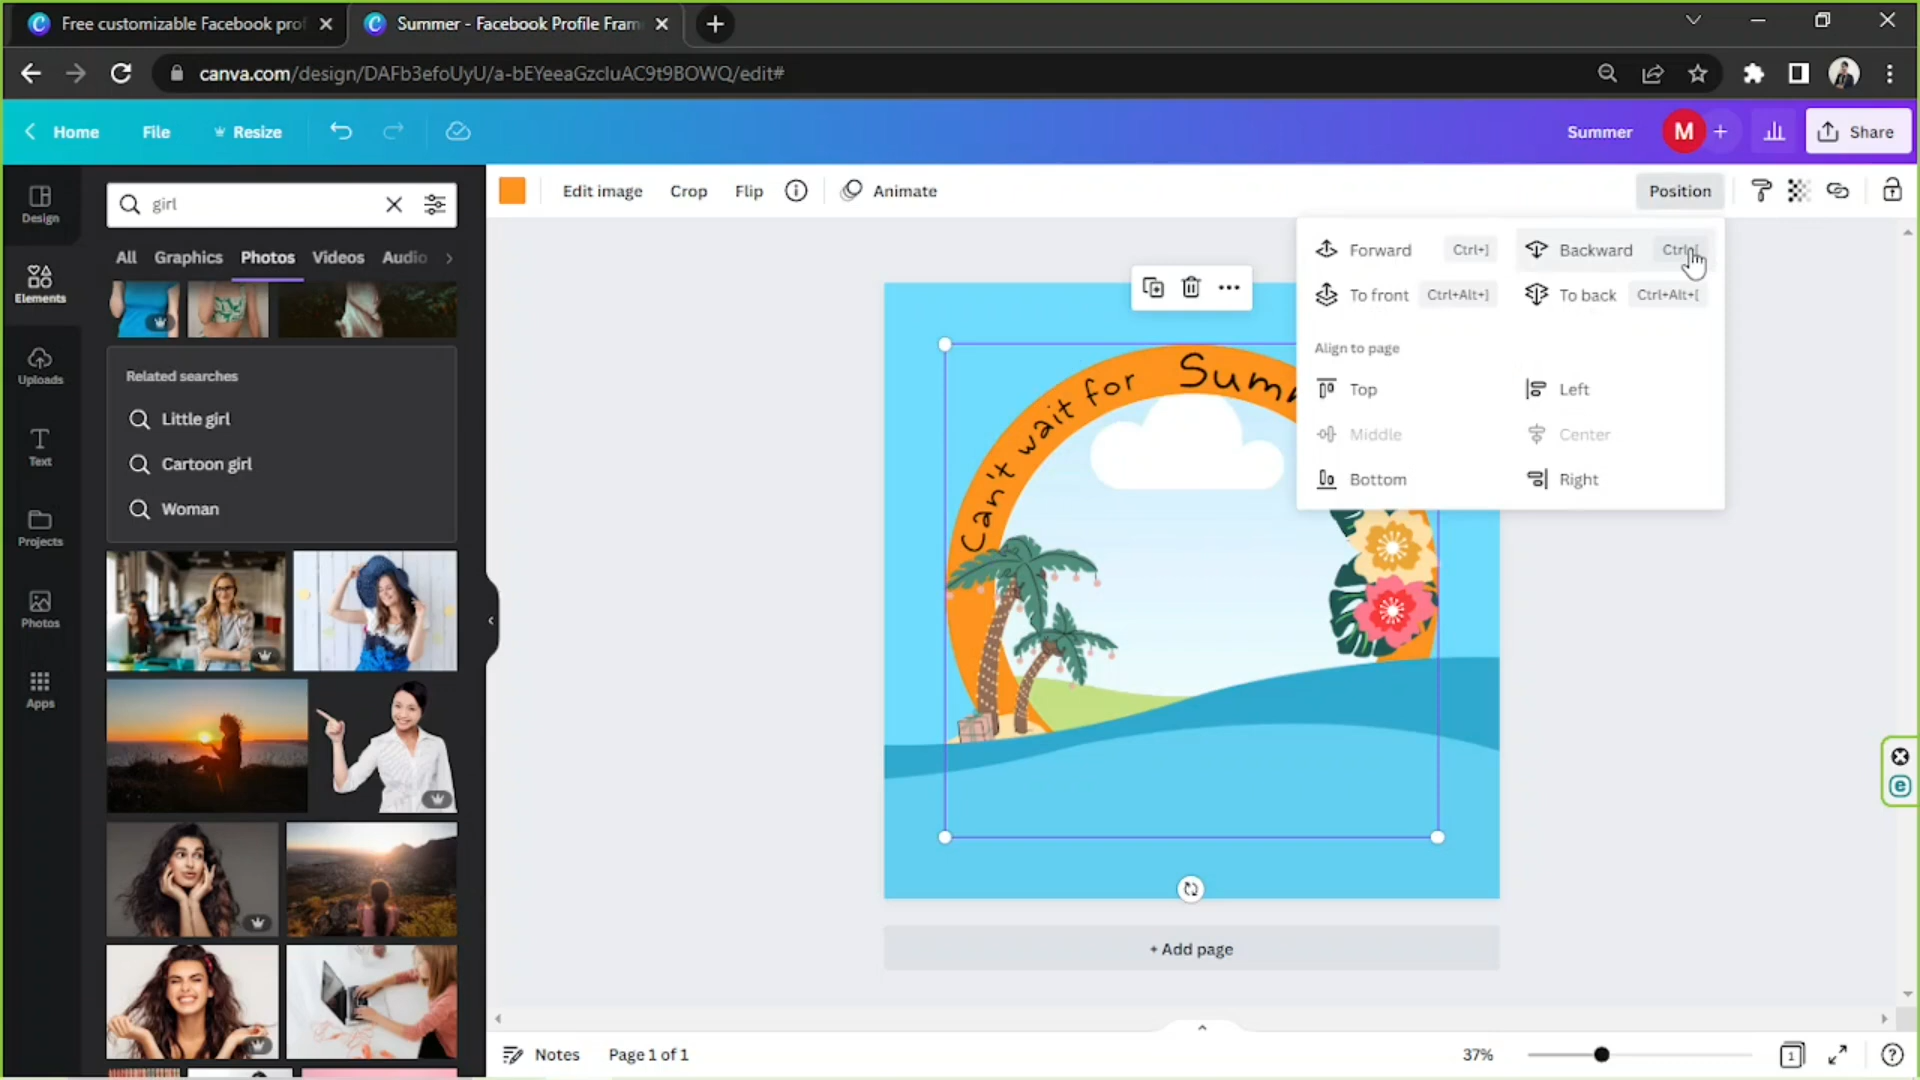 Free customizable Facebook prof
Summer - Facebook Profile Fram
canva.com/design/DAFb3efoUyU/a-bEYeeaGzcluAC9t9BOWQ/edit#
Home
File
Resize
Summer
M
+
Share
Design
Elements
Uploads
Text
Projects
Photos
Apps
girl
All
Graphics
Photos
Videos
Audio
Related searches
Little girl
Cartoon girl
Woman
Edit image
Crop
Flip
Animate
Position
Forward Ctrl+]
Backward
To front Ctrl+Alt+]
To back Ctrl+Alt+[
Align to page
Top
Left
Middle
Center
Bottom
Right
Can't wait for Summ
+ Add page
Notes
Page 1 of 1
37%
1